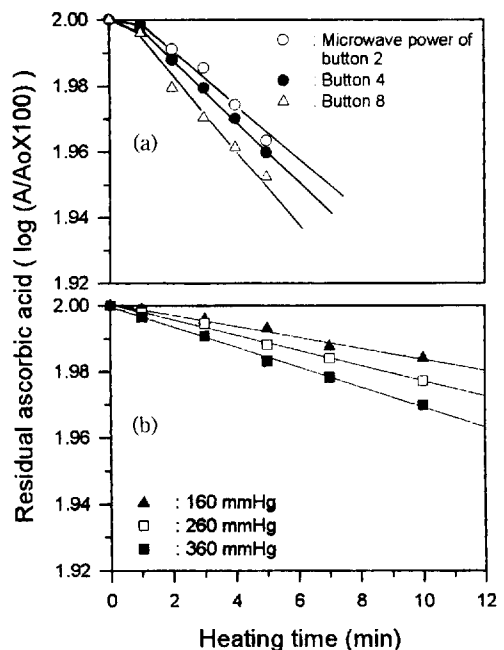 Residual ascorbic acid ( log (A/AoX100) )
2.00
1.98
1.96
1.94
1.92
(a)
: Microwave power of
button 2
: Button 4
: Button 8
2.00
1.98
1.96
1.94
1.92
(b)
: 160 mmHg
: 260 mmHg
: 360 mmHg
0 2 4 6 8 10 12
Heating time (min)